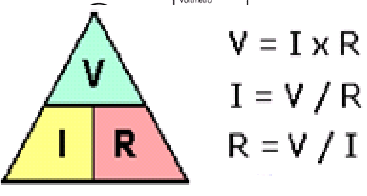 V
I R
V = I x R
I = V / R
R = V / I